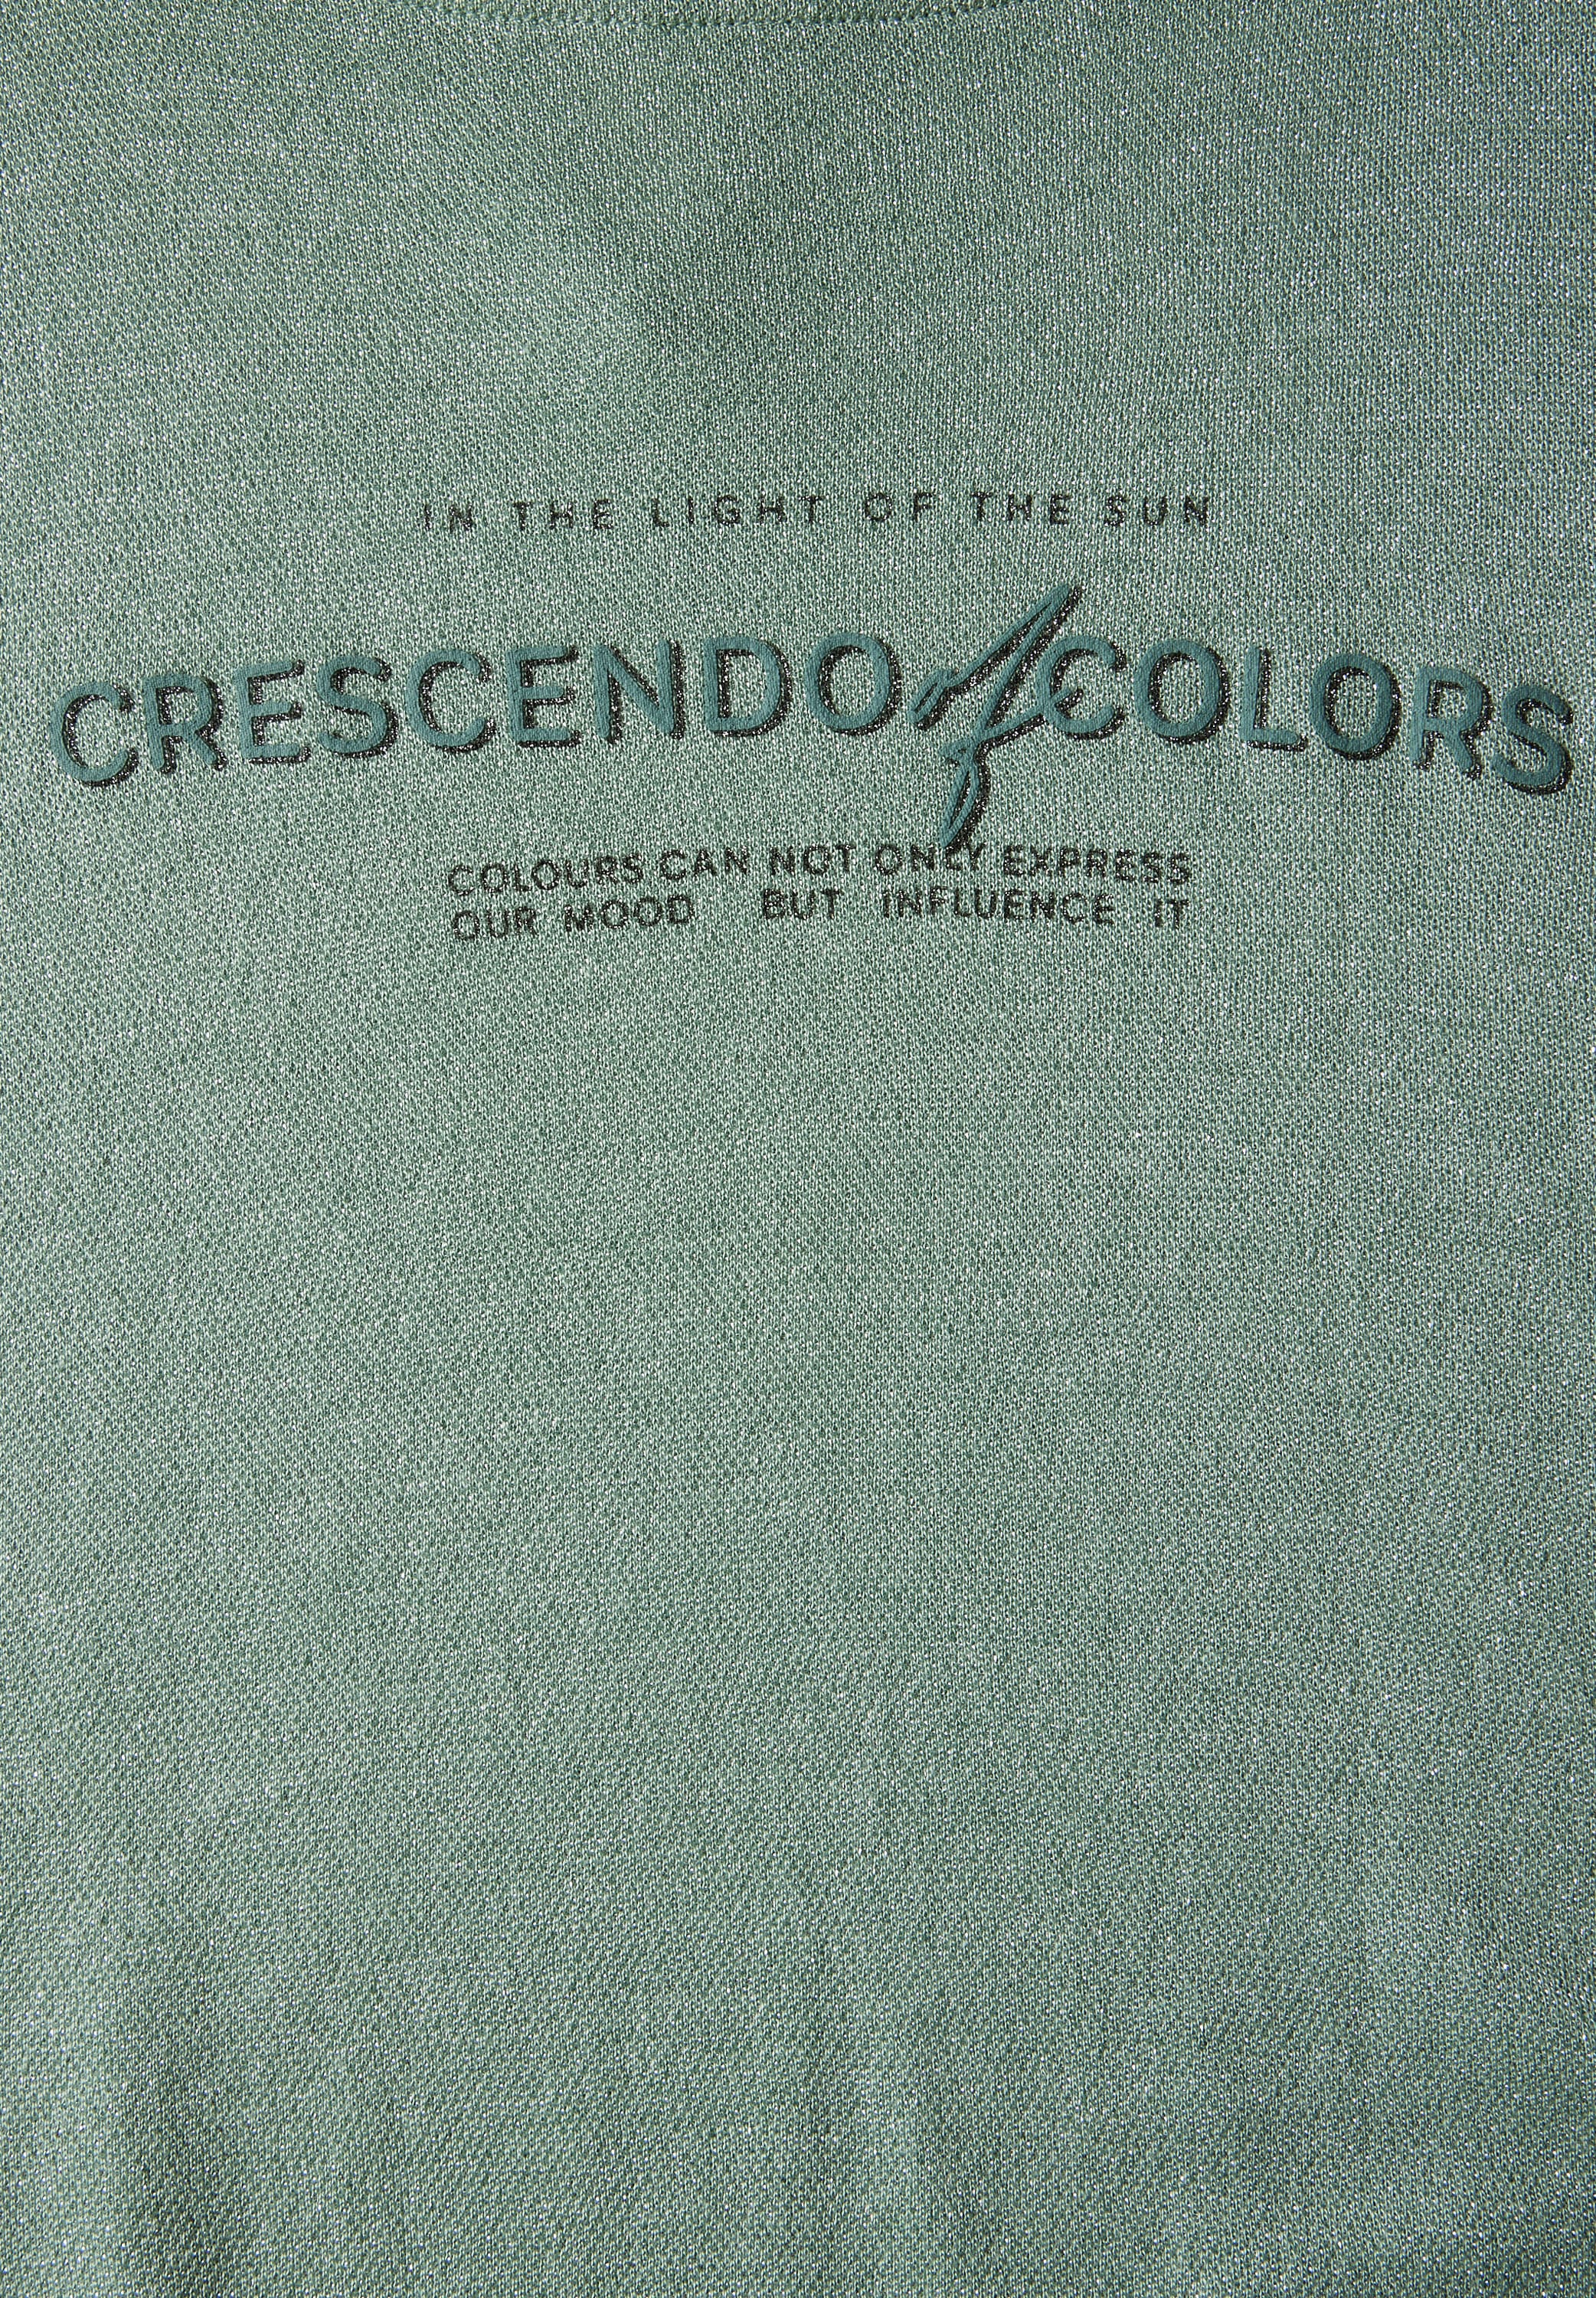 IN THE LIGHT OF THE SUN
CRESCENDO of COLORS
COLOURS CAN NOT ONLY EXPRESS
OUR MOOD BUT INFLUENCE IT